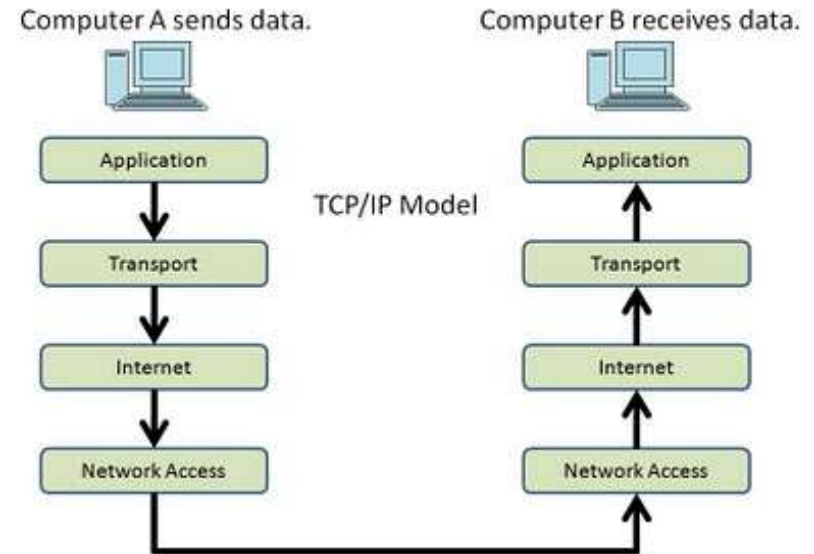 Computer A sends data.
Computer B receives data.
TCP/IP Model
Application
Transport
Internet
Network Access
Application
Transport
Internet
Network Access